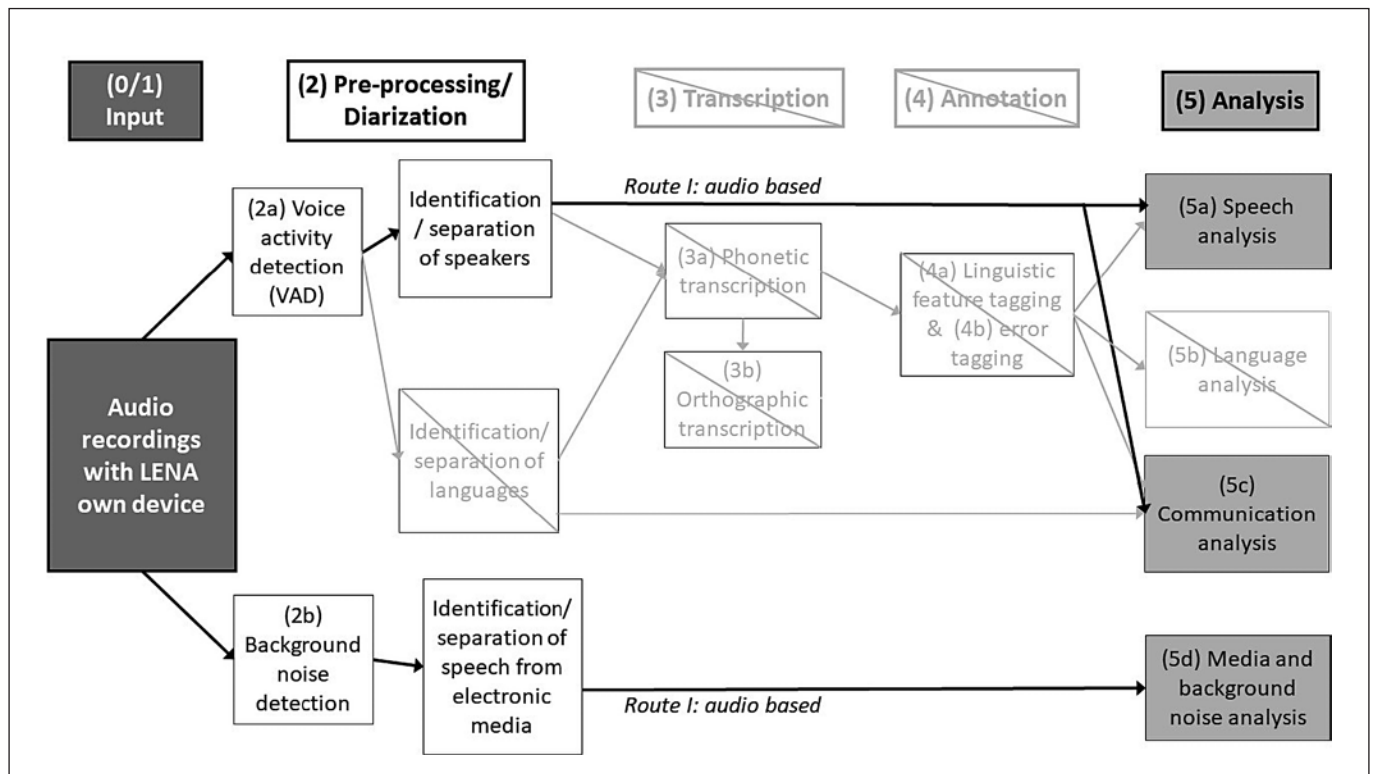 (0/1)
Input
(2) Pre-processing/
Diarization
(3) Transcription
(4) Annotation
(5) Analysis
(2a) Voice
activity
detection
(VAD)
Identification
/ separation
of speakers
Route I: audio based
(3a) Phonetic
transcription
(3b)
Orthographic
transcription
(4a) Linguistic
feature tagging
& (4b) error
tagging
(5a) Speech
analysis
(5b) Language
analysis
Audio
recordings
with LENA
own device
Identification/
separation of
languages
(5c)
Communication
analysis
(2b)
Background
noise
detection
Identification/
separation of
speech from
electronic
media
Route I: audio based
(5d) Media and
background
noise analysis